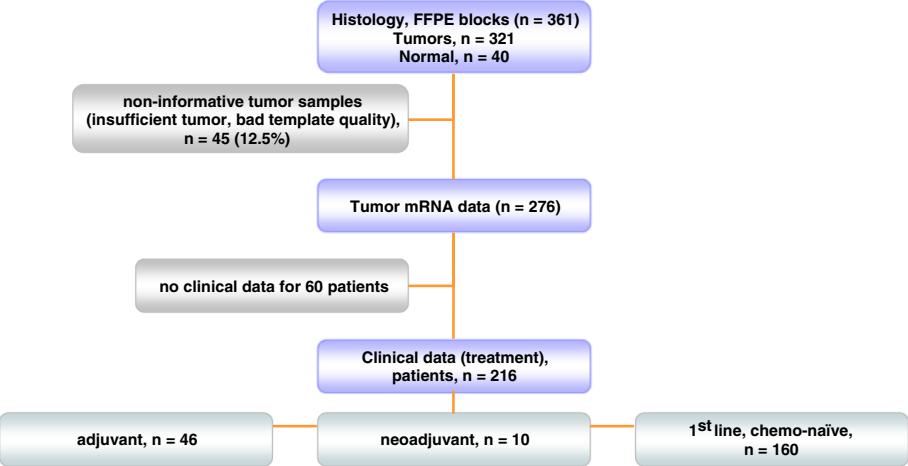 Histology, FFPE blocks (n = 361)
Tumors, n = 321
Normal, n = 40
non-informative tumor samples
(insufficient tumor, bad template quality),
n = 45 (12.5%)
Tumor mRNA data (n = 276)
no clinical data for 60 patients
Clinical data (treatment),
patients, n = 216
adjuvant, n = 46
neoadjuvant, n = 10
1st line, chemo-naïve,
n = 160